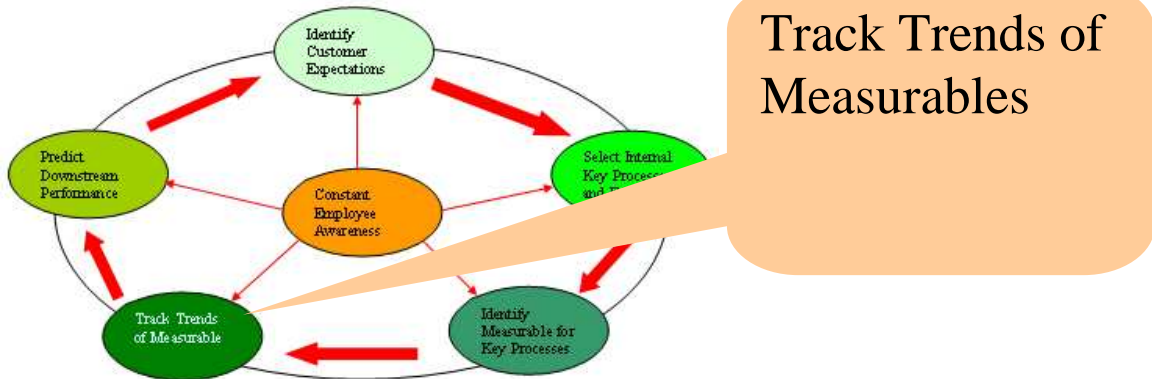 Identify
Customer
Expectations
Track Trends of
Measurables
Predict
Downstream
Performance
Select Internal
Key
and
Constant
Employee
Awareness
Track Trends
of Measurable
Identify
Measurable for
Key Processes